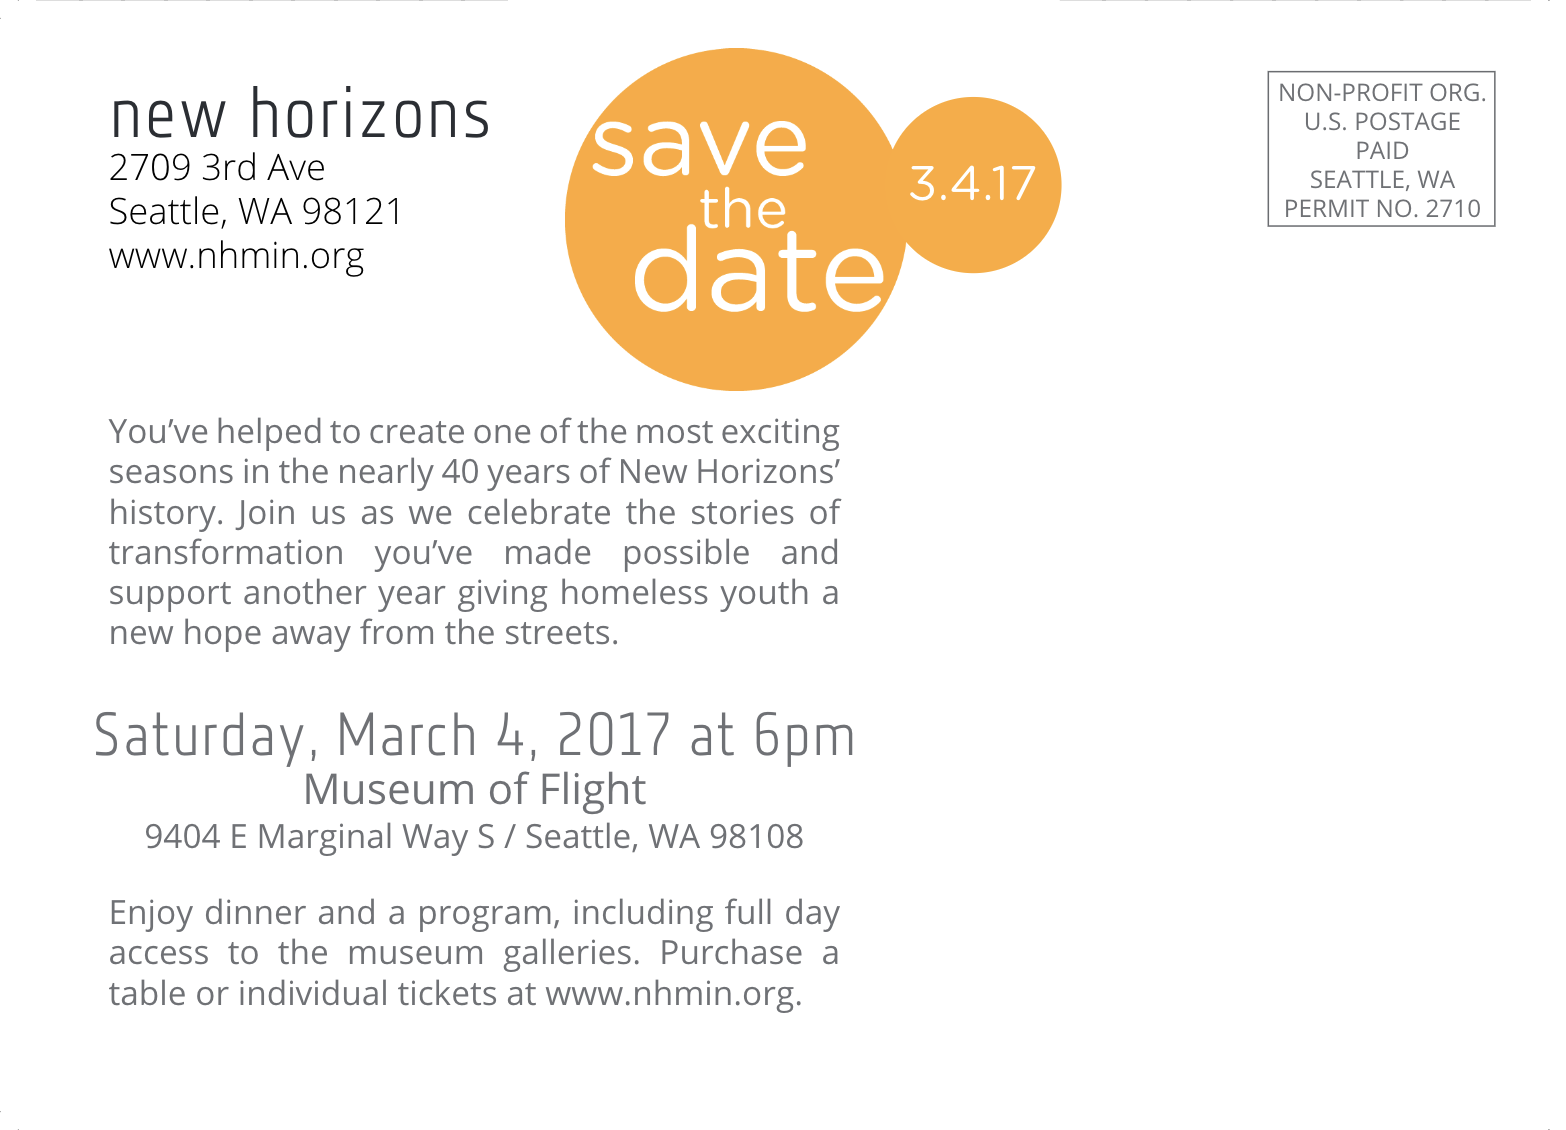 new horizons
2709 3rd Ave
Seattle, WA 98121
www.nhmin.org
save
the
date
3.4.17
NON-PROFIT ORG.
U.S. POSTAGE
PAID
SEATTLE, WA
PERMIT NO. 2710
You’ve helped to create one of the most exciting
seasons in the nearly 40 years of New Horizons’
history. Join us as we celebrate the stories of
transformation you’ve made possible and
support another year giving homeless youth a
new hope away from the streets.
Saturday, March 4, 2017 at 6pm
Museum of Flight
9404 E Marginal Way S / Seattle, WA 98108
Enjoy dinner and a program, including full day
access to the museum galleries. Purchase a
table or individual tickets at www.nhmin.org.